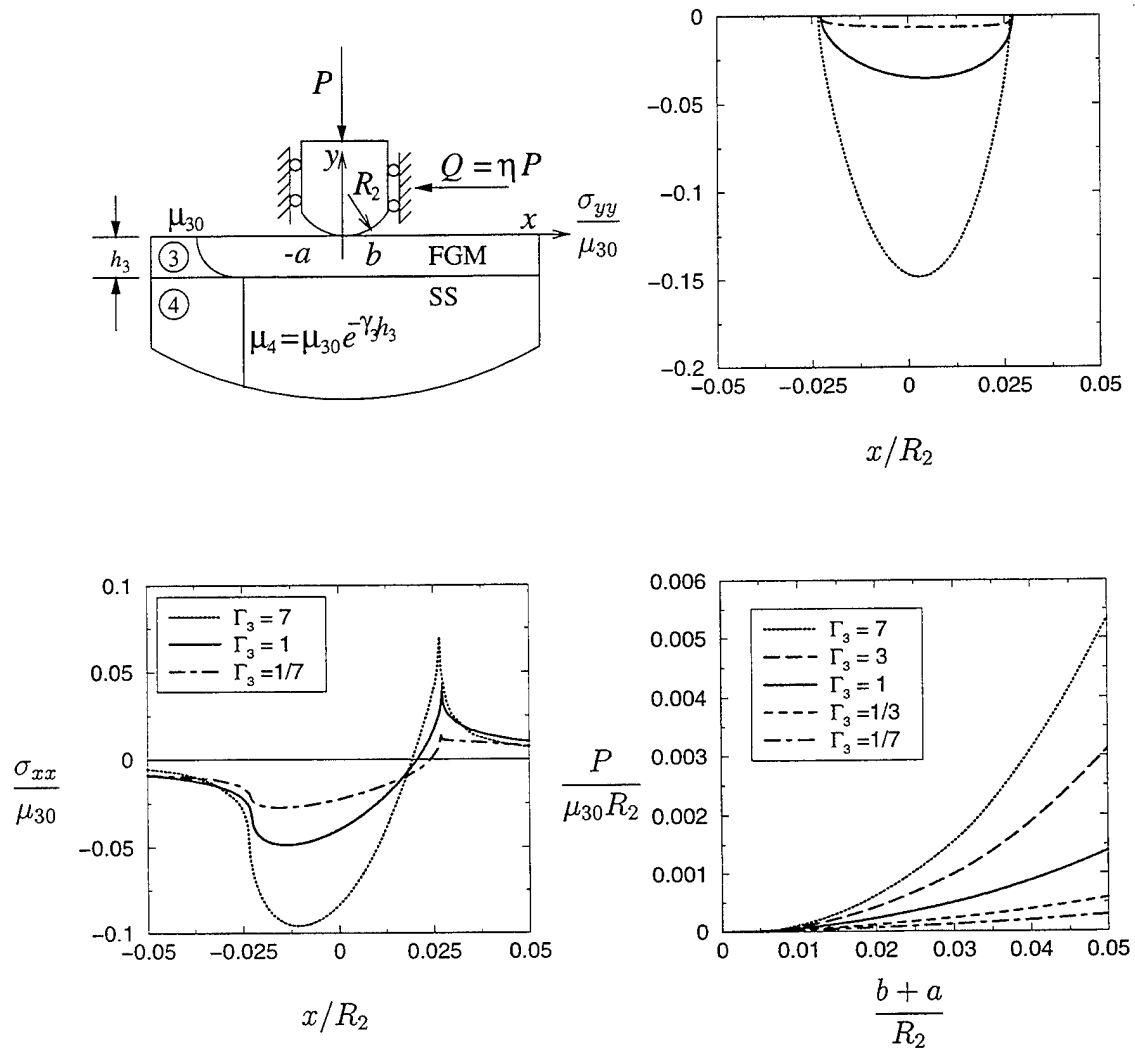 P
y
R₂
Q = ηP
μ₃₀
x
③
h₃
-a
b
FGM
④
SS
μ₄=μ₃₀e^{-γ₃h₃}
σ_yy
μ₃₀
0
−0.05
−0.1
−0.15
−0.2
−0.05
−0.025
0
0.025
0.05
x/R₂
0.1
0.05
0
−0.05
−0.1
Γ₃ = 7
Γ₃ = 1
Γ₃ =1/7
σ_xx
μ₃₀
−0.05
−0.025
0
0.025
0.05
x/R₂
0.006
0.005
0.004
0.003
0.002
0.001
0
Γ₃ = 7
Γ₃ = 3
Γ₃ = 1
Γ₃ =1/3
Γ₃ =1/7
P
μ₃₀R₂
0
0.01
0.02
0.03
0.04
0.05
b + a
R₂